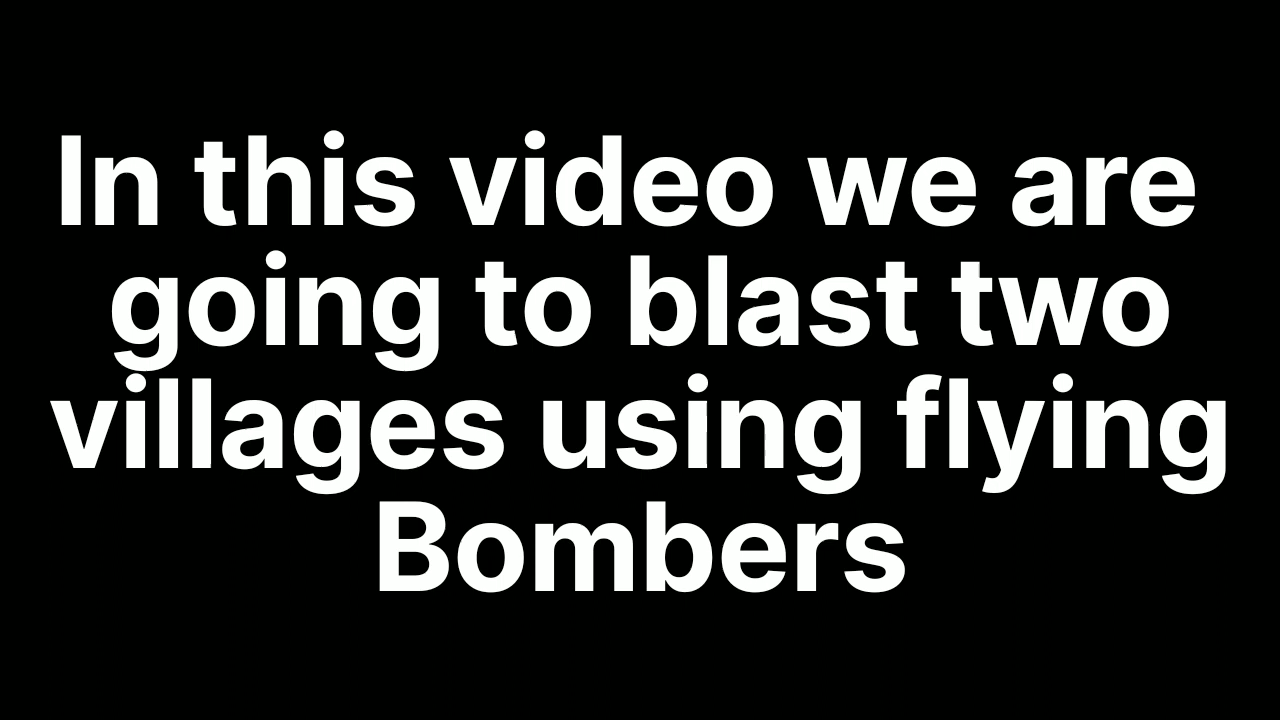 In this video we are
going to blast two
villages using flying
Bombers